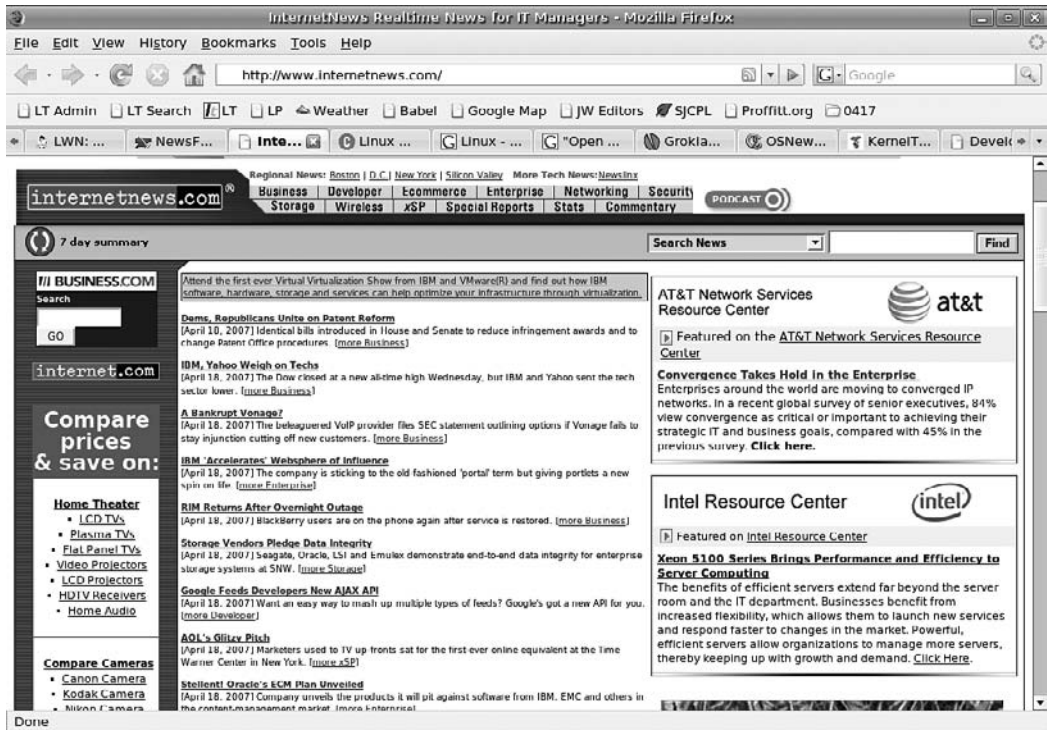 InternetNews Realtime News for IT Managers - Mozilla Firefox
File Edit View History Bookmarks Tools Help
http://www.internetnews.com/
G Google
LT Admin LT Search LT LP Weather Babel Google Map JW Editors SJCPL Proffitt.org 0417
LWN: ... NewsF... Inte... Linux ... Linux - ... "Open ... Grokla... OSNew... KernelT... Develo
internetnews.com®
Regional News: Boston | D.C.| New York | Silicon Valley More Tech News:Newslinx
Business | Developer | Ecommerce | Enterprise | Networking | Security
Storage | Wireless | xSP | Special Reports | Stats | Commentary
PODCAST
7 day summary
Search News
Find
/// BUSINESS.COM
Search
GO
internet.com
Compare
prices
& save on:
Home Theater
• LCD TVs
• Plasma TVs
• Flat Panel TVs
• Video Projectors
• LCD Projectors
• HDTV Receivers
• Home Audio
Compare Cameras
• Canon Camera
• Kodak Camera
• Nikon Camera
Attend the first ever Virtual Virtualization Show from IBM and VMware(R) and find out how IBM
software, hardware, storage and services can help optimize your infrastructure through virtualization.
Dems, Republicans Unite on Patent Reform
[April 18, 2007] Identical bills introduced in House and Senate to reduce infringement awards and to
change Patent Office procedures. [more Business]
IBM, Yahoo Weigh on Techs
[April 18, 2007] The Dow closed at a new all-time high Wednesday, but IBM and Yahoo sent the tech
sector lower. [more Business]
A Bankrupt Vonage?
[April 18, 2007] The beleaguered VoIP provider files SEC statement outlining options if Vonage fails to
stay injunction cutting off new customers. [more Business]
IBM 'Accelerates' Websphere of Influence
[April 18, 2007] The company is sticking to the old fashioned 'portal' term but giving portlets a new
spin on life. [more Enterprise]
RIM Returns After Overnight Outage
[April 18, 2007] BlackBerry users are on the phone again after service is restored. [more Business]
Storage Vendors Pledge Data Integrity
[April 18, 2007] Seagate, Oracle, LSI and Emulex demonstrate end-to-end data integrity for enterprise
storage systems at SNW. [more Storage]
Google Feeds Developers New AJAX API
[April 18, 2007] Want an easy way to mash up multiple types of feeds? Google's got a new API for you.
[more Developer]
AOL's Glitzy Pitch
[April 18, 2007] Marketers used to TV up fronts sat for the first ever online equivalent at the Time
Warner Center in New York. [more xSP]
Stellent! Oracle's ECM Plan Unveiled
[April 18, 2007] Company unveils the products it will pit against software from IBM, EMC and others in
the content-management market. [more Enterprise]
AT&T Network Services
Resource Center
at&t
Featured on the AT&T Network Services Resource
Center
Convergence Takes Hold in the Enterprise
Enterprises around the world are moving to converged IP
networks. In a recent global survey of senior executives, 84%
view convergence as critical or important to achieving their
strategic IT and business goals, compared with 45% in the
previous survey. Click here.
Intel Resource Center
intel
Featured on Intel Resource Center
Xeon 5100 Series Brings Performance and Efficiency to
Server Computing
The benefits of efficient servers extend far beyond the server
room and the IT department. Businesses benefit from
increased flexibility, which allows them to launch new services
and respond faster to changes in the market. Powerful,
efficient servers allow organizations to manage more servers,
thereby keeping up with growth and demand. Click Here.
Done